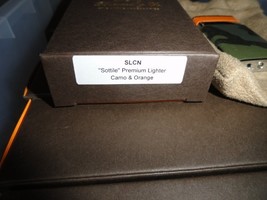 SLCN
"Sottile" Premium Lighter
Camo & Orange